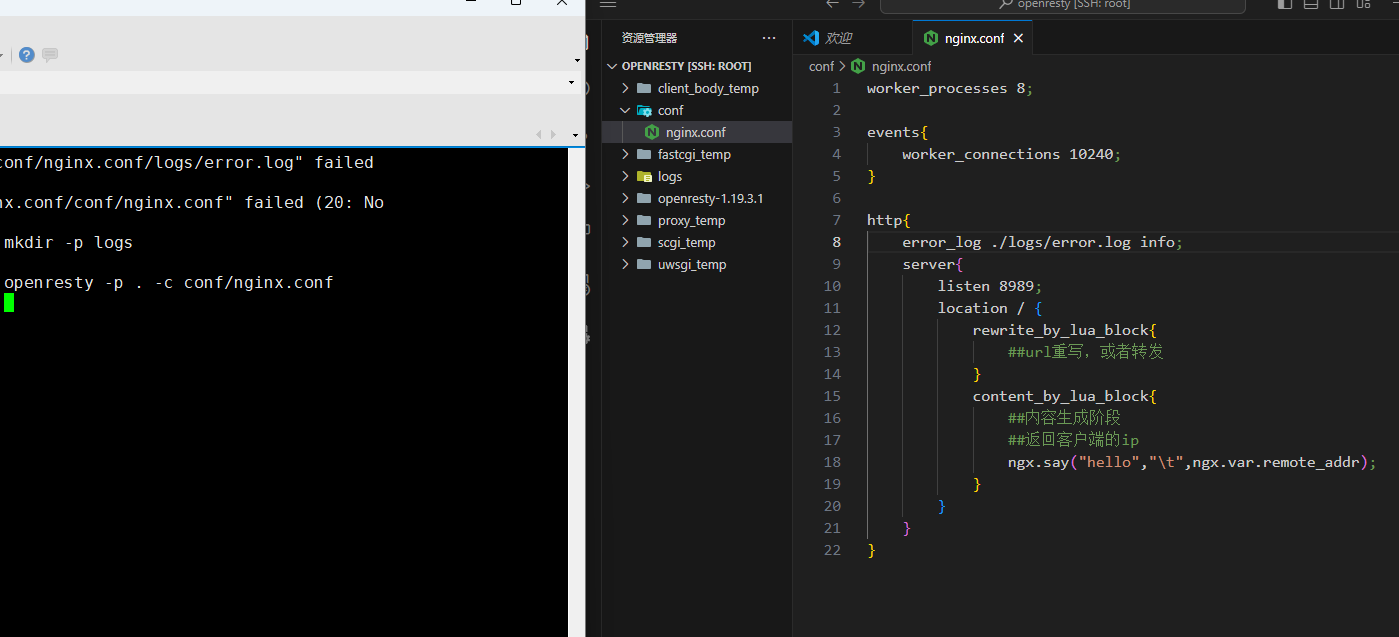 conf/nginx.conf/logs/error.log" failed
nx.conf/conf/nginx.conf" failed (20: No
mkdir -p logs
openresty -p . -c conf/nginx.conf
openresty [SSH: root]
资源管理器
OPENRESTY [SSH: ROOT]
client_body_temp
conf
nginx.conf
fastcgi_temp
logs
openresty-1.19.3.1
proxy_temp
scgi_temp
uwsgi_temp
欢迎
nginx.conf
conf > nginx.conf
1 worker_processes 8;
2
3 events{
4 worker_connections 10240;
5 }
6
7 http{
8 error_log ./logs/error.log info;
9 server{
10 listen 8989;
11 location / {
12 rewrite_by_lua_block{
13 ##url重写，或者转发
14 }
15 content_by_lua_block{
16 ##内容生成阶段
17 ##返回客户端的ip
18 ngx.say("hello","\t",ngx.var.remote_addr);
19 }
20 }
21 }
22 }